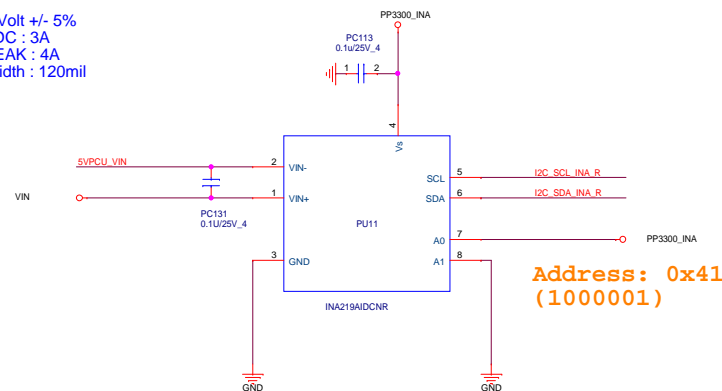 Volt +/- 5%
DC : 3A
EAK : 4A
idth : 120mil
PP3300_INA
PC113
0.1u/25V_4
1
2
4
Vs
5VPCU_VIN
2
VIN-
SCL
5
I2C_SCL_INA_R
VIN
1
VIN+
SDA
6
I2C_SDA_INA_R
PC131
0.1U/25V_4
PU11
A0
7
PP3300_INA
3
GND
A1
8
Address: 0x41
(1000001)
INA219AIDCNR
GND
GND